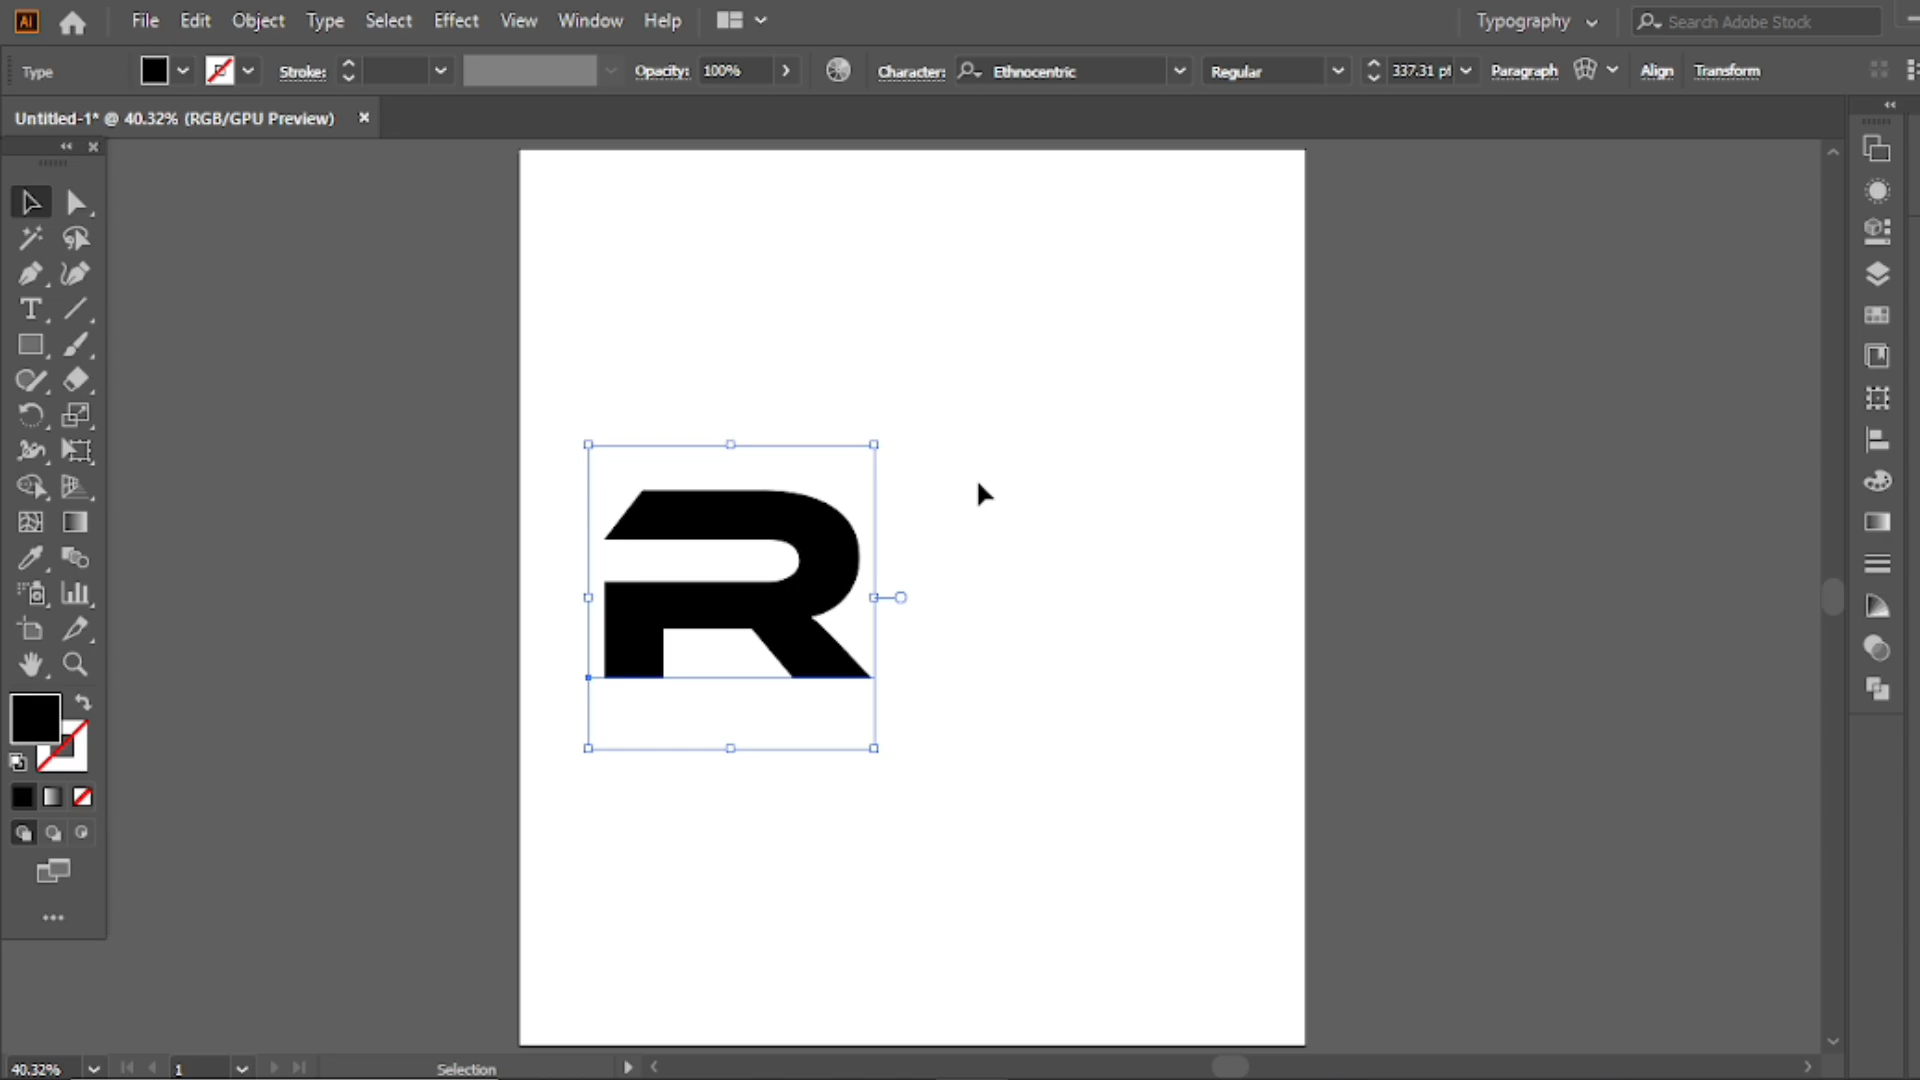 Ai File Edit Object Type Select Effect View Window Help Typography Search Adobe Stock
Type Stroke: Opacity: 100% Character: Ethnocentric Regular 337.31 pt Paragraph Align Transform
Untitled-1* @ 40.32% (RGB/GPU Preview)
T
R
40.32% 1 Selection